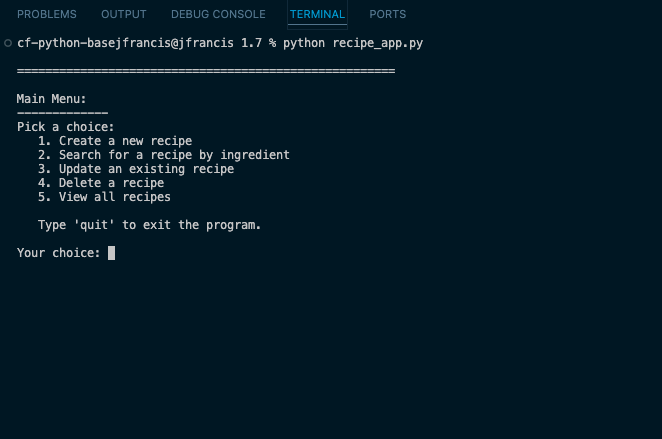 PROBLEMS OUTPUT DEBUG CONSOLE TERMINAL PORTS
cf-python-basejfrancis@jfrancis 1.7 % python recipe_app.py
======================================================
Main Menu:
-------------
Pick a choice:
1. Create a new recipe
2. Search for a recipe by ingredient
3. Update an existing recipe
4. Delete a recipe
5. View all recipes
Type 'quit' to exit the program.
Your choice: